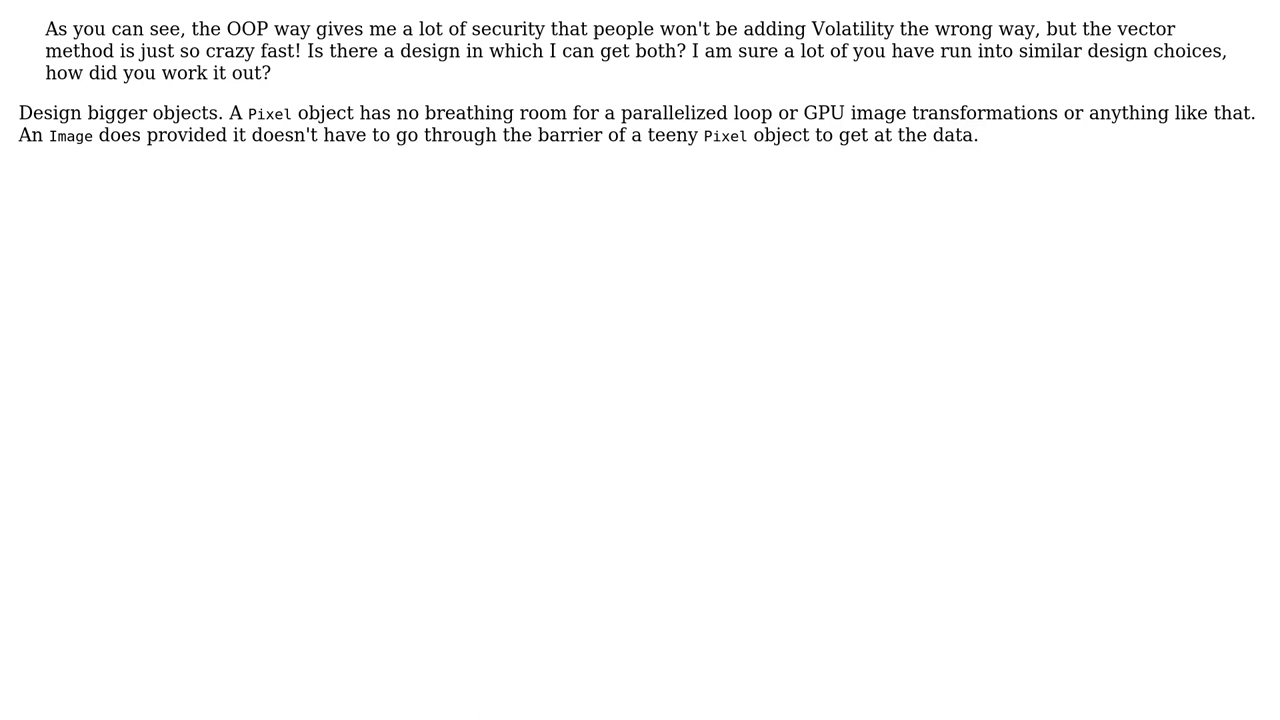 As you can see, the OOP way gives me a lot of security that people won't be adding Volatility the wrong way, but the vector
method is just so crazy fast! Is there a design in which I can get both? I am sure a lot of you have run into similar design choices,
how did you work it out?
Design bigger objects. A Pixel object has no breathing room for a parallelized loop or GPU image transformations or anything like that.
An Image does provided it doesn't have to go through the barrier of a teeny Pixel object to get at the data.